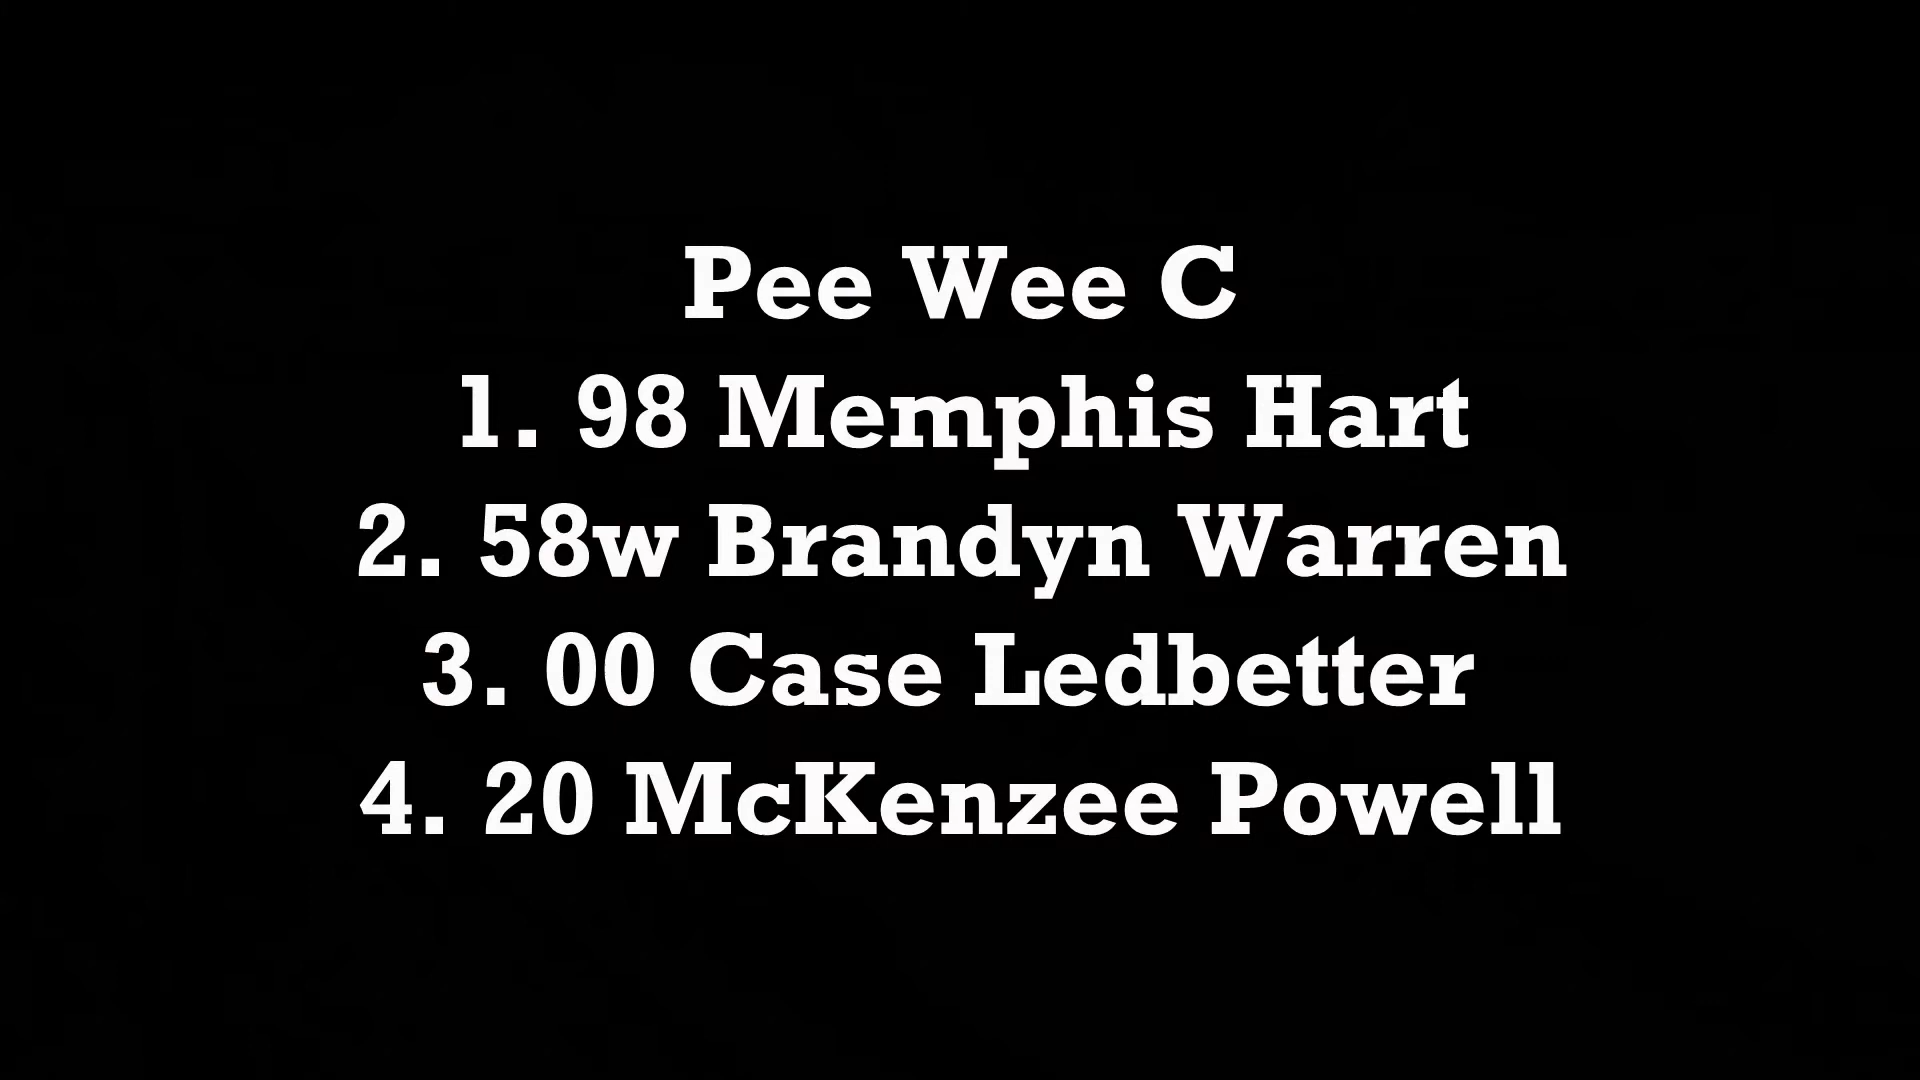 Pee Wee C
1. 98 Memphis Hart
2. 58w Brandyn Warren
3. 00 Case Ledbetter
4. 20 McKenzee Powell